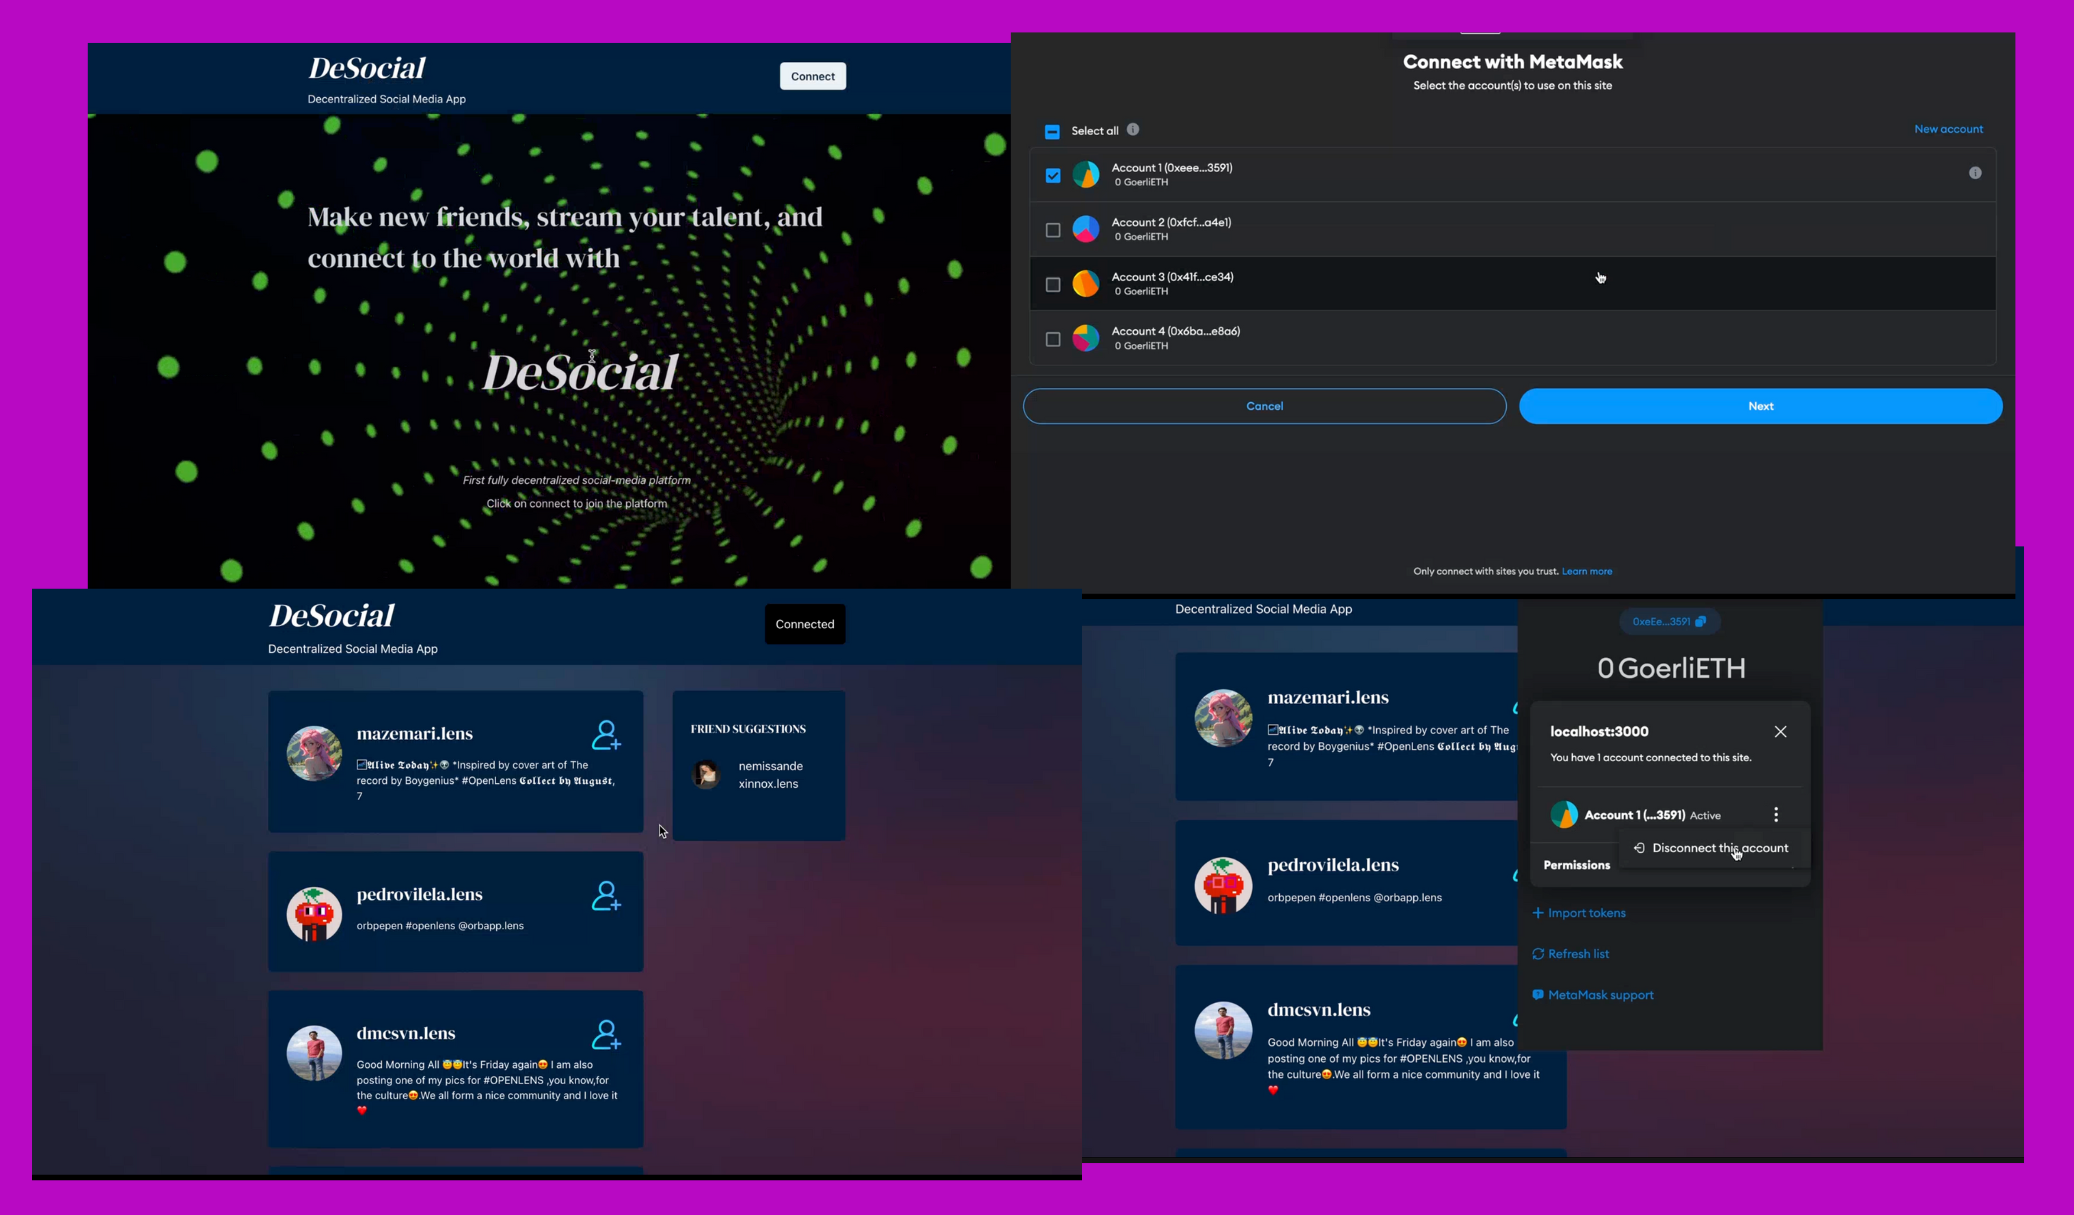 DeSocial
Decentralized Social Media App
Connect
Make new friends, stream your talent, and
connect to the world with
DeSocial
First fully decentralized social-media platform
Click on connect to join the platform
Connect with MetaMask
Select the account(s) to use on this site
Select all
New account
Account 1 (0xeee...3591)
0 GoerliETH
Account 2 (0xfcf...a4e1)
0 GoerliETH
Account 3 (0x41f...ce34)
0 GoerliETH
Account 4 (0x6ba...e8a6)
0 GoerliETH
Cancel
Next
Only connect with sites you trust. Learn more
DeSocial
Decentralized Social Media App
Connected
mazemari.lens
𝕬𝖑𝖎𝖛𝖊 𝕿𝖔𝖉𝖆𝖞✨👽 *Inspired by cover art of The
record by Boygenius* #OpenLens 𝕮𝖔𝖑𝖑𝖊𝖈𝖙 𝖇𝖞 𝕬𝖚𝖌𝖚𝖘𝖙,
7
FRIEND SUGGESTIONS
nemissande
xinnox.lens
pedrovilela.lens
orbpepen #openlens @orbapp.lens
dmcsvn.lens
Good Morning All 😇😇It's Friday again😍 I am also
posting one of my pics for #OPENLENS ,you know,for
the culture😍.We all form a nice community and I love it
❤️
Decentralized Social Media App
mazemari.lens
𝕬𝖑𝖎𝖛𝖊 𝕿𝖔𝖉𝖆𝖞✨👽 *Inspired by cover art of The
record by Boygenius* #OpenLens 𝕮𝖔𝖑𝖑𝖊𝖈𝖙 𝖇𝖞 𝕬𝖚𝖌
7
pedrovilela.lens
orbpepen #openlens @orbapp.lens
dmcsvn.lens
Good Morning All 😇😇It's Friday again😍 I am also
posting one of my pics for #OPENLENS ,you know,for
the culture😍.We all form a nice community and I love it
❤️
0xeEe...3591
0 GoerliETH
localhost:3000
You have 1 account connected to this site.
Account 1 (...3591) Active
Disconnect this account
Permissions
+ Import tokens
Refresh list
MetaMask support